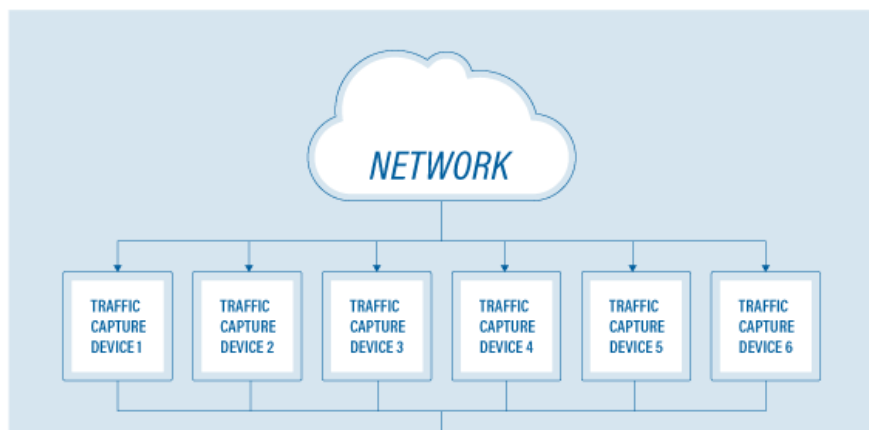 NETWORK
TRAFFIC
CAPTURE
DEVICE 1
TRAFFIC
CAPTURE
DEVICE 2
TRAFFIC
CAPTURE
DEVICE 3
TRAFFIC
CAPTURE
DEVICE 4
TRAFFIC
CAPTURE
DEVICE 5
TRAFFIC
CAPTURE
DEVICE 6